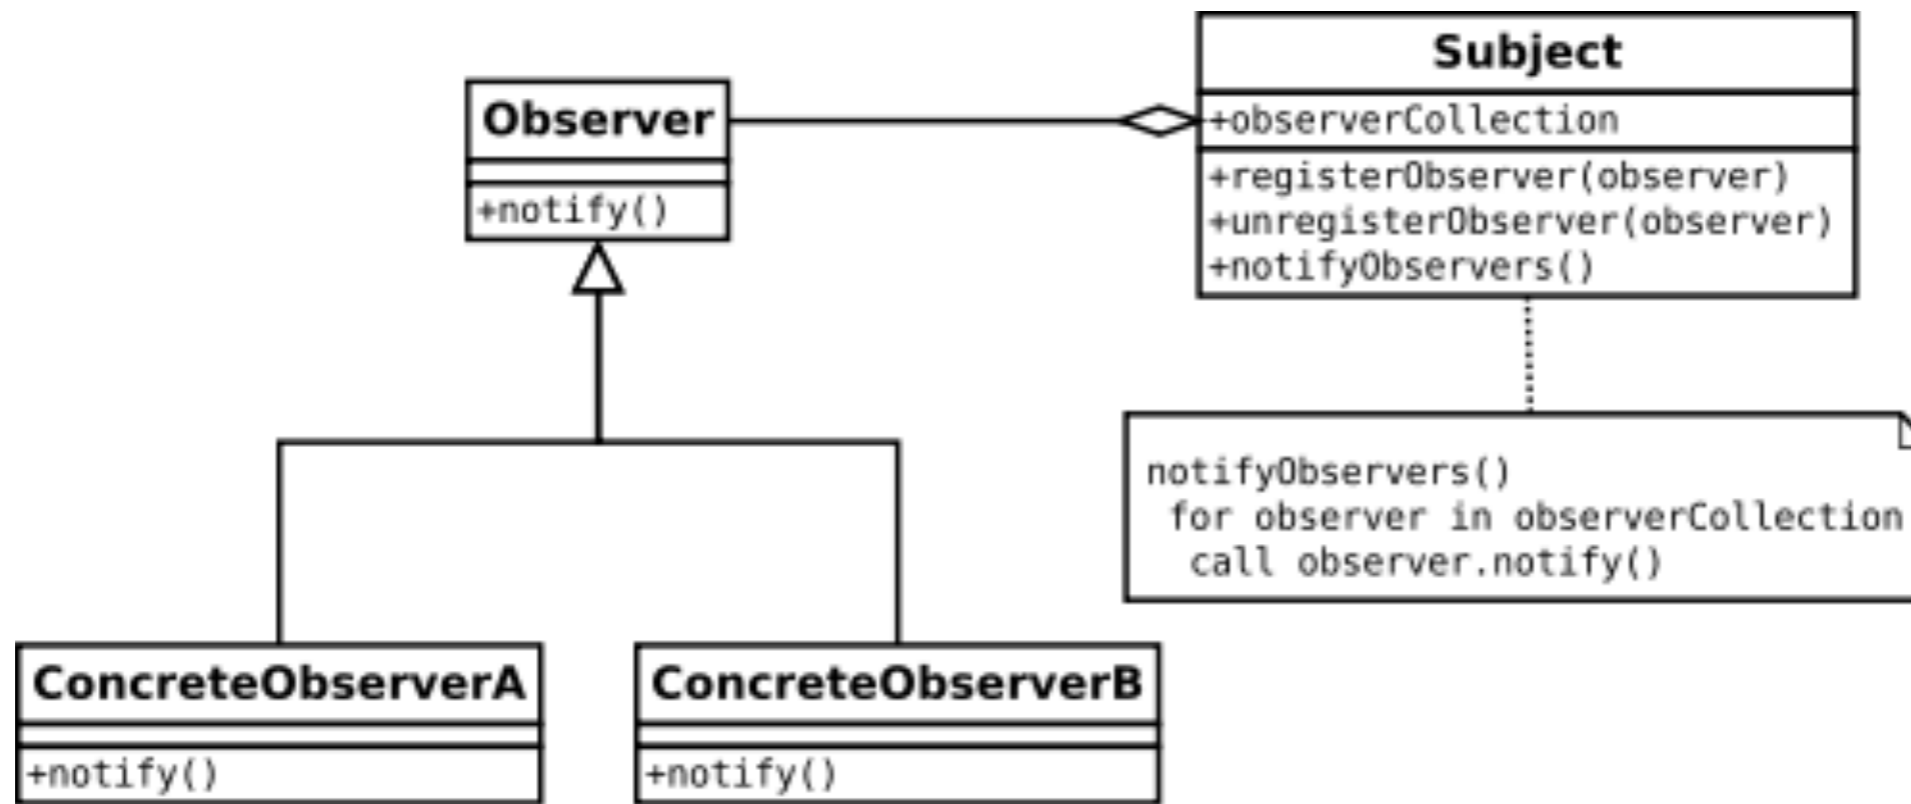 Subject
+observerCollection
+registerObserver(observer)
+unregisterObserver(observer)
+notifyObservers()
Observer
+notify()
notifyObservers()
for observer in observerCollection
call observer.notify()
ConcreteObserverA
+notify()
ConcreteObserverB
+notify()